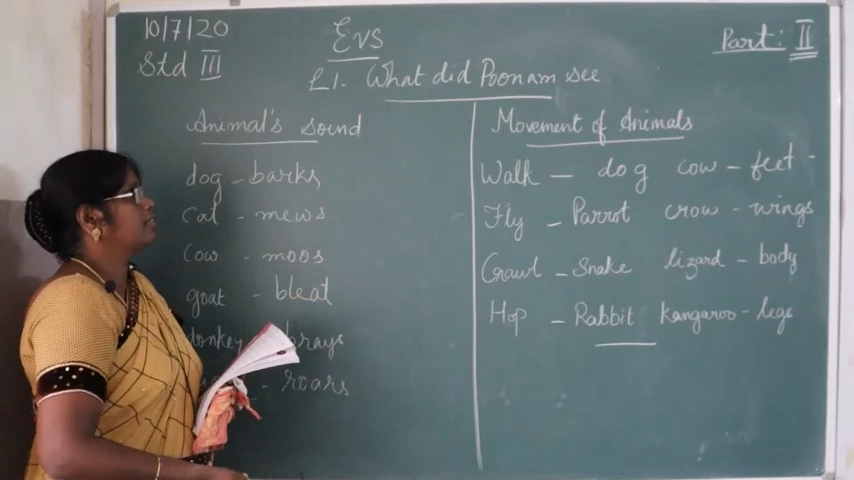 10/7/20
Std III
EVS
Part: II
L1. What did Poonam see
Animal's sound
dog - barks
cat - mews
cow - moos
goat - bleat
donkey - brays
- roars
Movement of Animals
Walk - dog cow - feet
Fly - Parrot crow - wings
Crawl - Snake lizard - body
Hop - Rabbit kangaroo - legs